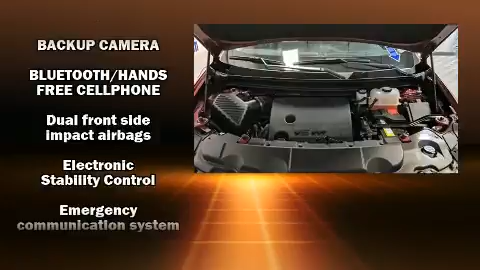 BACKUP CAMERA
BLUETOOTH/HANDS
FREE CELLPHONE
Dual front side
impact airbags
Electronic
Stability Control
Emergency
communication system